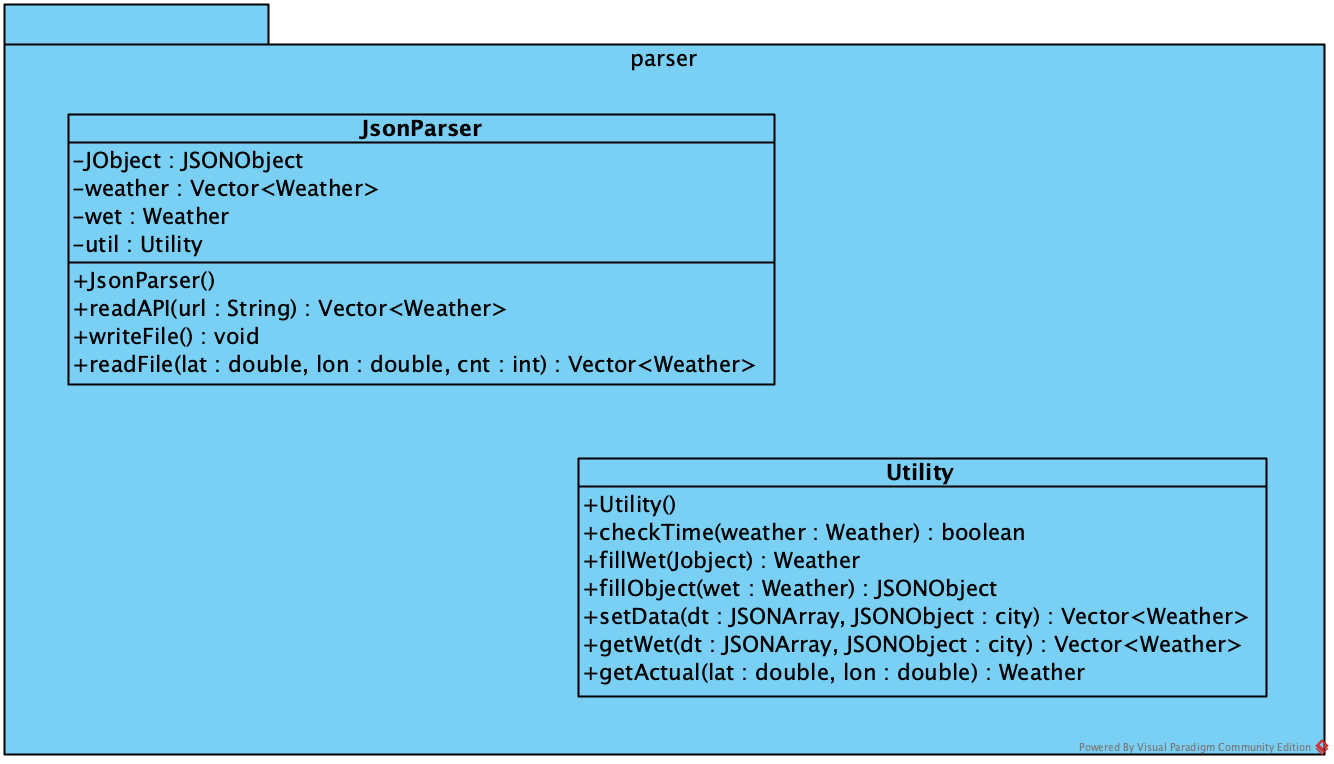 parser
JsonParser
-JObject : JSONObject
-weather : Vector<Weather>
-wet : Weather
-util : Utility
+JsonParser()
+readAPI(url : String) : Vector<Weather>
+writeFile() : void
+readFile(lat : double, lon : double, cnt : int) : Vector<Weather>
Utility
+Utility()
+checkTime(weather : Weather) : boolean
+fillWet(Jobject) : Weather
+fillObject(wet : Weather) : JSONObject
+setData(dt : JSONArray, JSONObject : city) : Vector<Weather>
+getWet(dt : JSONArray, JSONObject : city) : Vector<Weather>
+getActual(lat : double, lon : double) : Weather
Powered By Visual Paradigm Community Edition